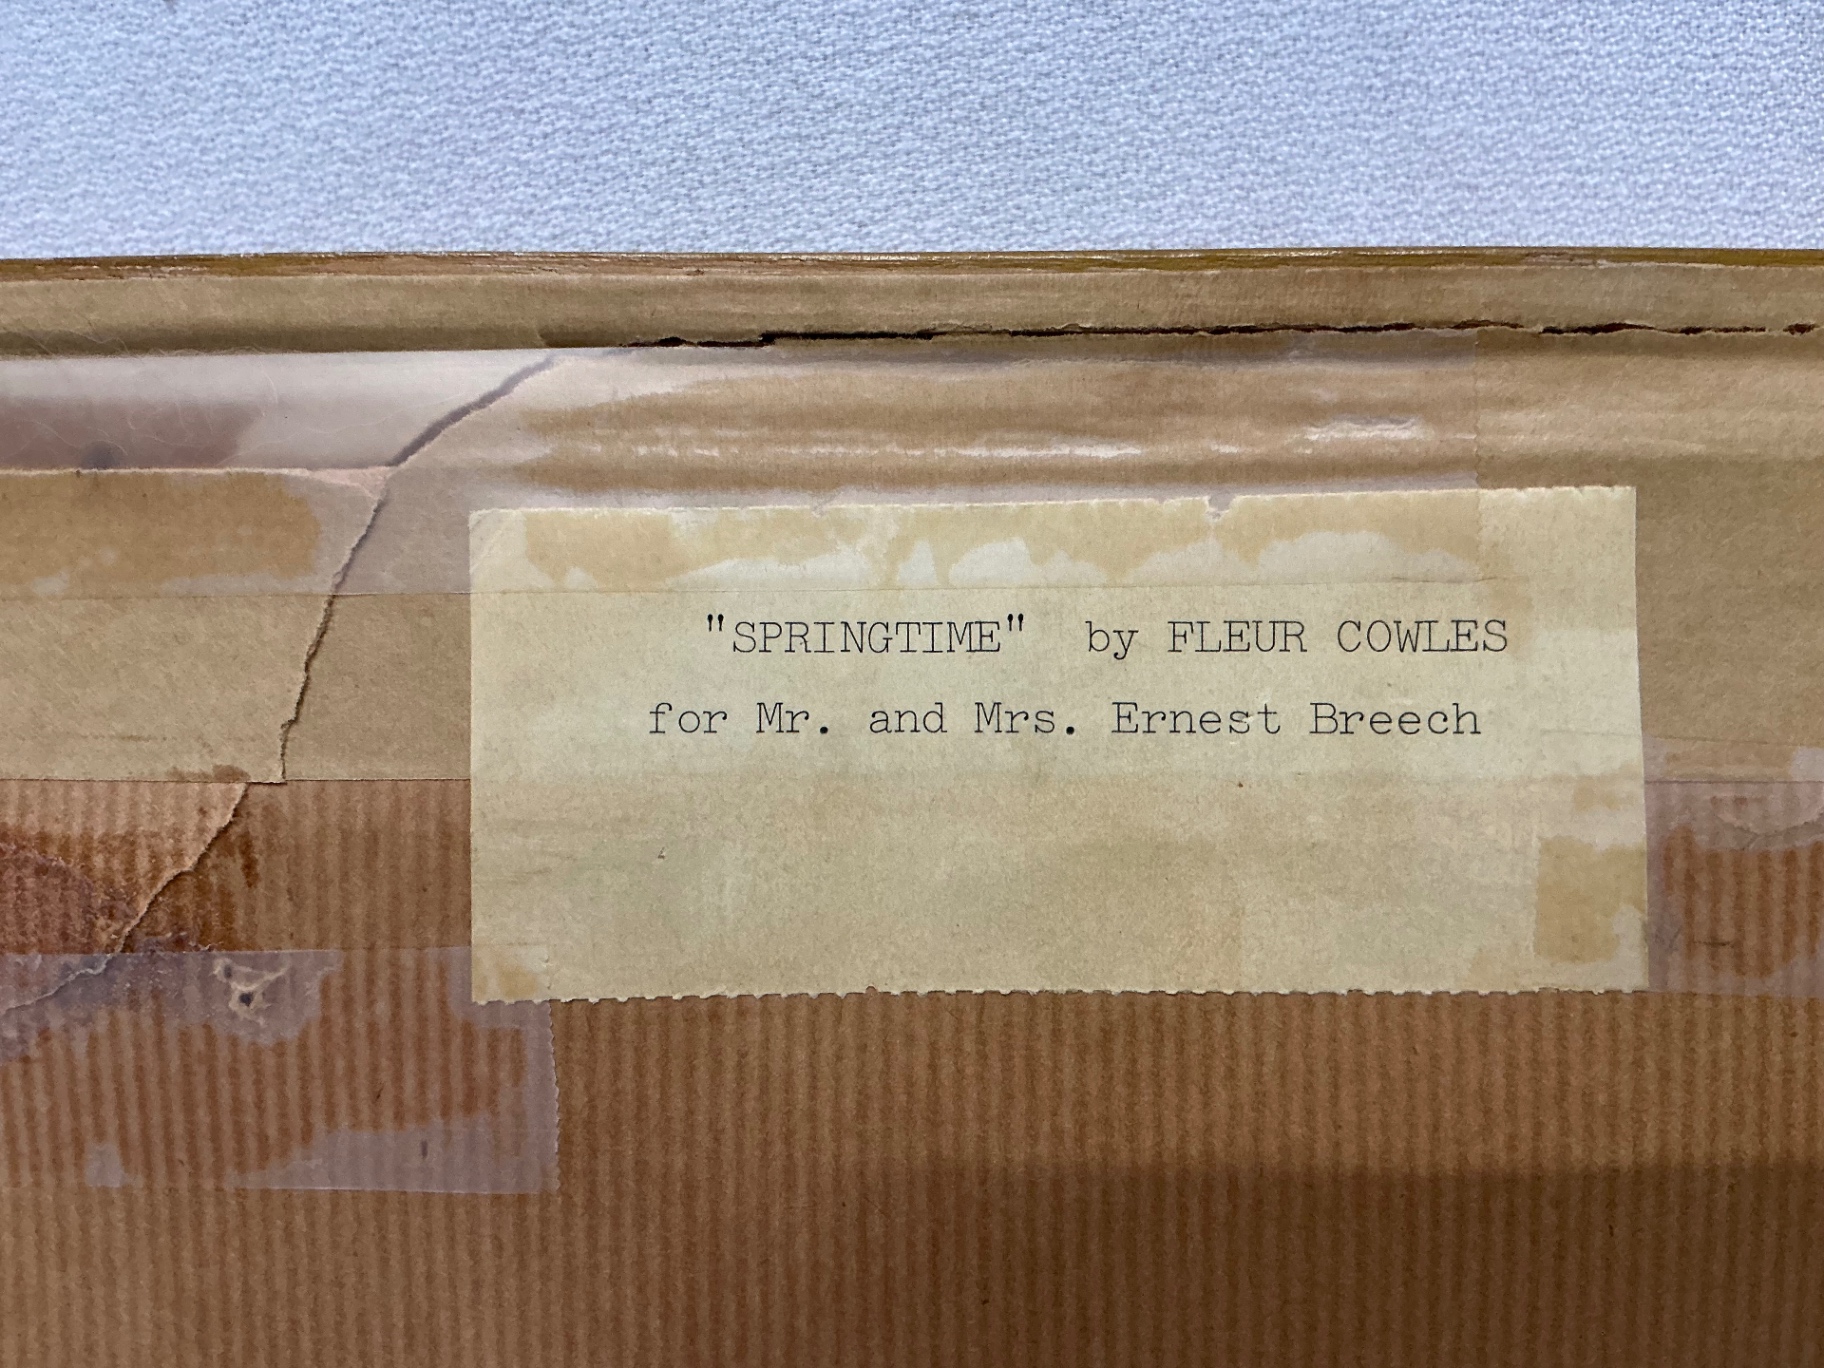 "SPRINGTIME" by FLEUR COWLES
for Mr. and Mrs. Ernest Breech